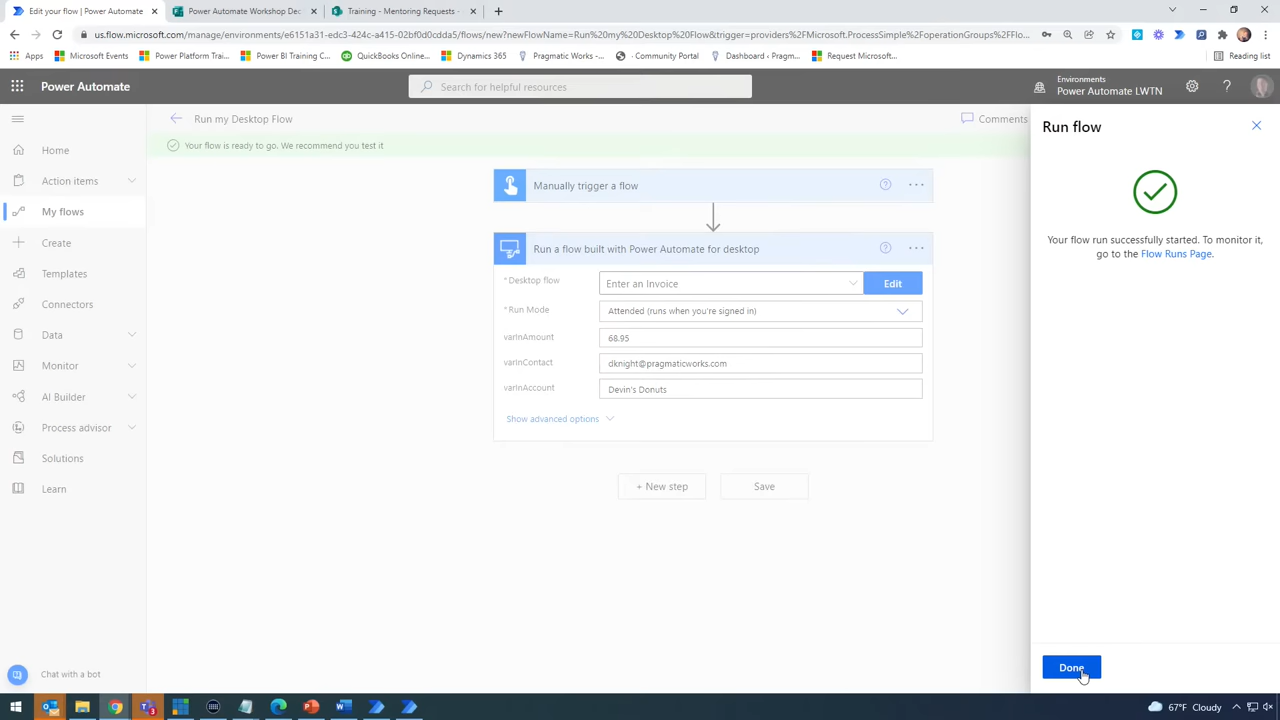 Edit your flow | Power Automate
Power Automate Workshop Dec
Training - Mentoring Requests -
us.flow.microsoft.com/manage/environments/e6151a31-edc3-424c-a415-02bf0d0cdda5/flows/new?newFlowName=Run%20my%20Desktop%20Flow&trigger=providers%2FMicrosoft.ProcessSimple%2FoperationGroups%2FFlo...
Apps
Microsoft Events
Power Platform Trai...
Power BI Training C...
QuickBooks Online...
Dynamics 365
Pragmatic Works -...
· Community Portal
Dashboard ‹ Pragm...
Request Microsoft...
Reading list
Power Automate
Search for helpful resources
Environments
Power Automate LWTN
Run my Desktop Flow
Comments
Your flow is ready to go. We recommend you test it
Home
Action items
My flows
Create
Templates
Connectors
Data
Monitor
AI Builder
Process advisor
Solutions
Learn
Chat with a bot
Manually trigger a flow
Run a flow built with Power Automate for desktop
* Desktop flow
Enter an Invoice
Edit
* Run Mode
Attended (runs when you're signed in)
varInAmount
68.95
varInContact
dknight@pragmaticworks.com
varInAccount
Devin's Donuts
Show advanced options
+ New step
Save
Run flow
Your flow run successfully started. To monitor it,
go to the Flow Runs Page.
Done
67°F Cloudy